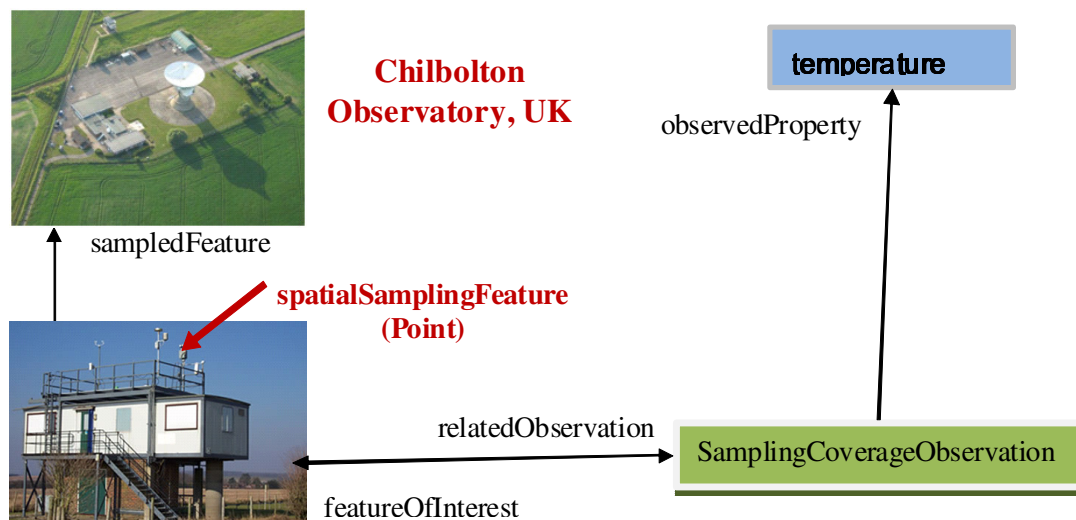 Chilbolton
Observatory, UK
temperature
observedProperty
sampledFeature
spatialSamplingFeature
(Point)
relatedObservation
SamplingCoverageObservation
featureOfInterest